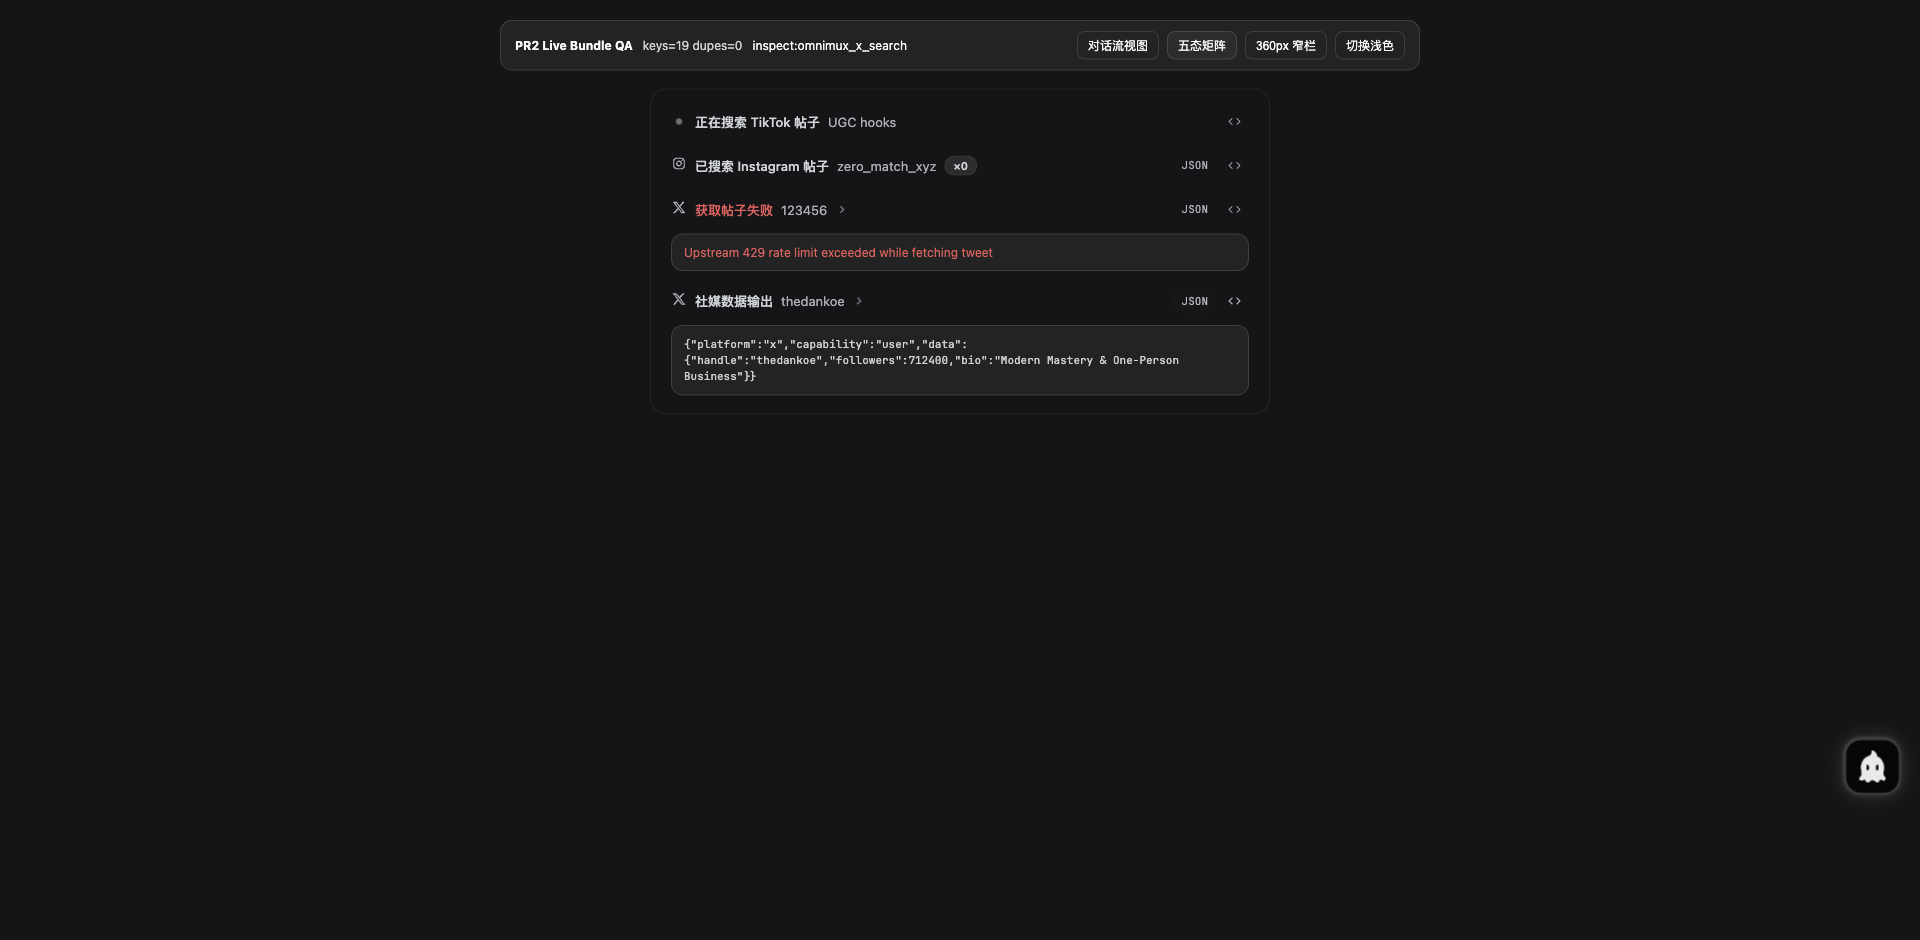 PR2 Live Bundle QA keys=19 dupes=0 inspect:omnimux_x_search 对话流视图 五态矩阵 360px 窄栏 切换浅色
正在搜索 TikTok 帖子 UGC hooks <>
已搜索 Instagram 帖子 zero_match_xyz ×0 JSON <>
获取帖子失败 123456 > JSON <>
Upstream 429 rate limit exceeded while fetching tweet
社媒数据输出 thedankoe > JSON <>
{"platform":"x","capability":"user","data":
{"handle":"thedankoe","followers":712400,"bio":"Modern Mastery & One-Person
Business"}}